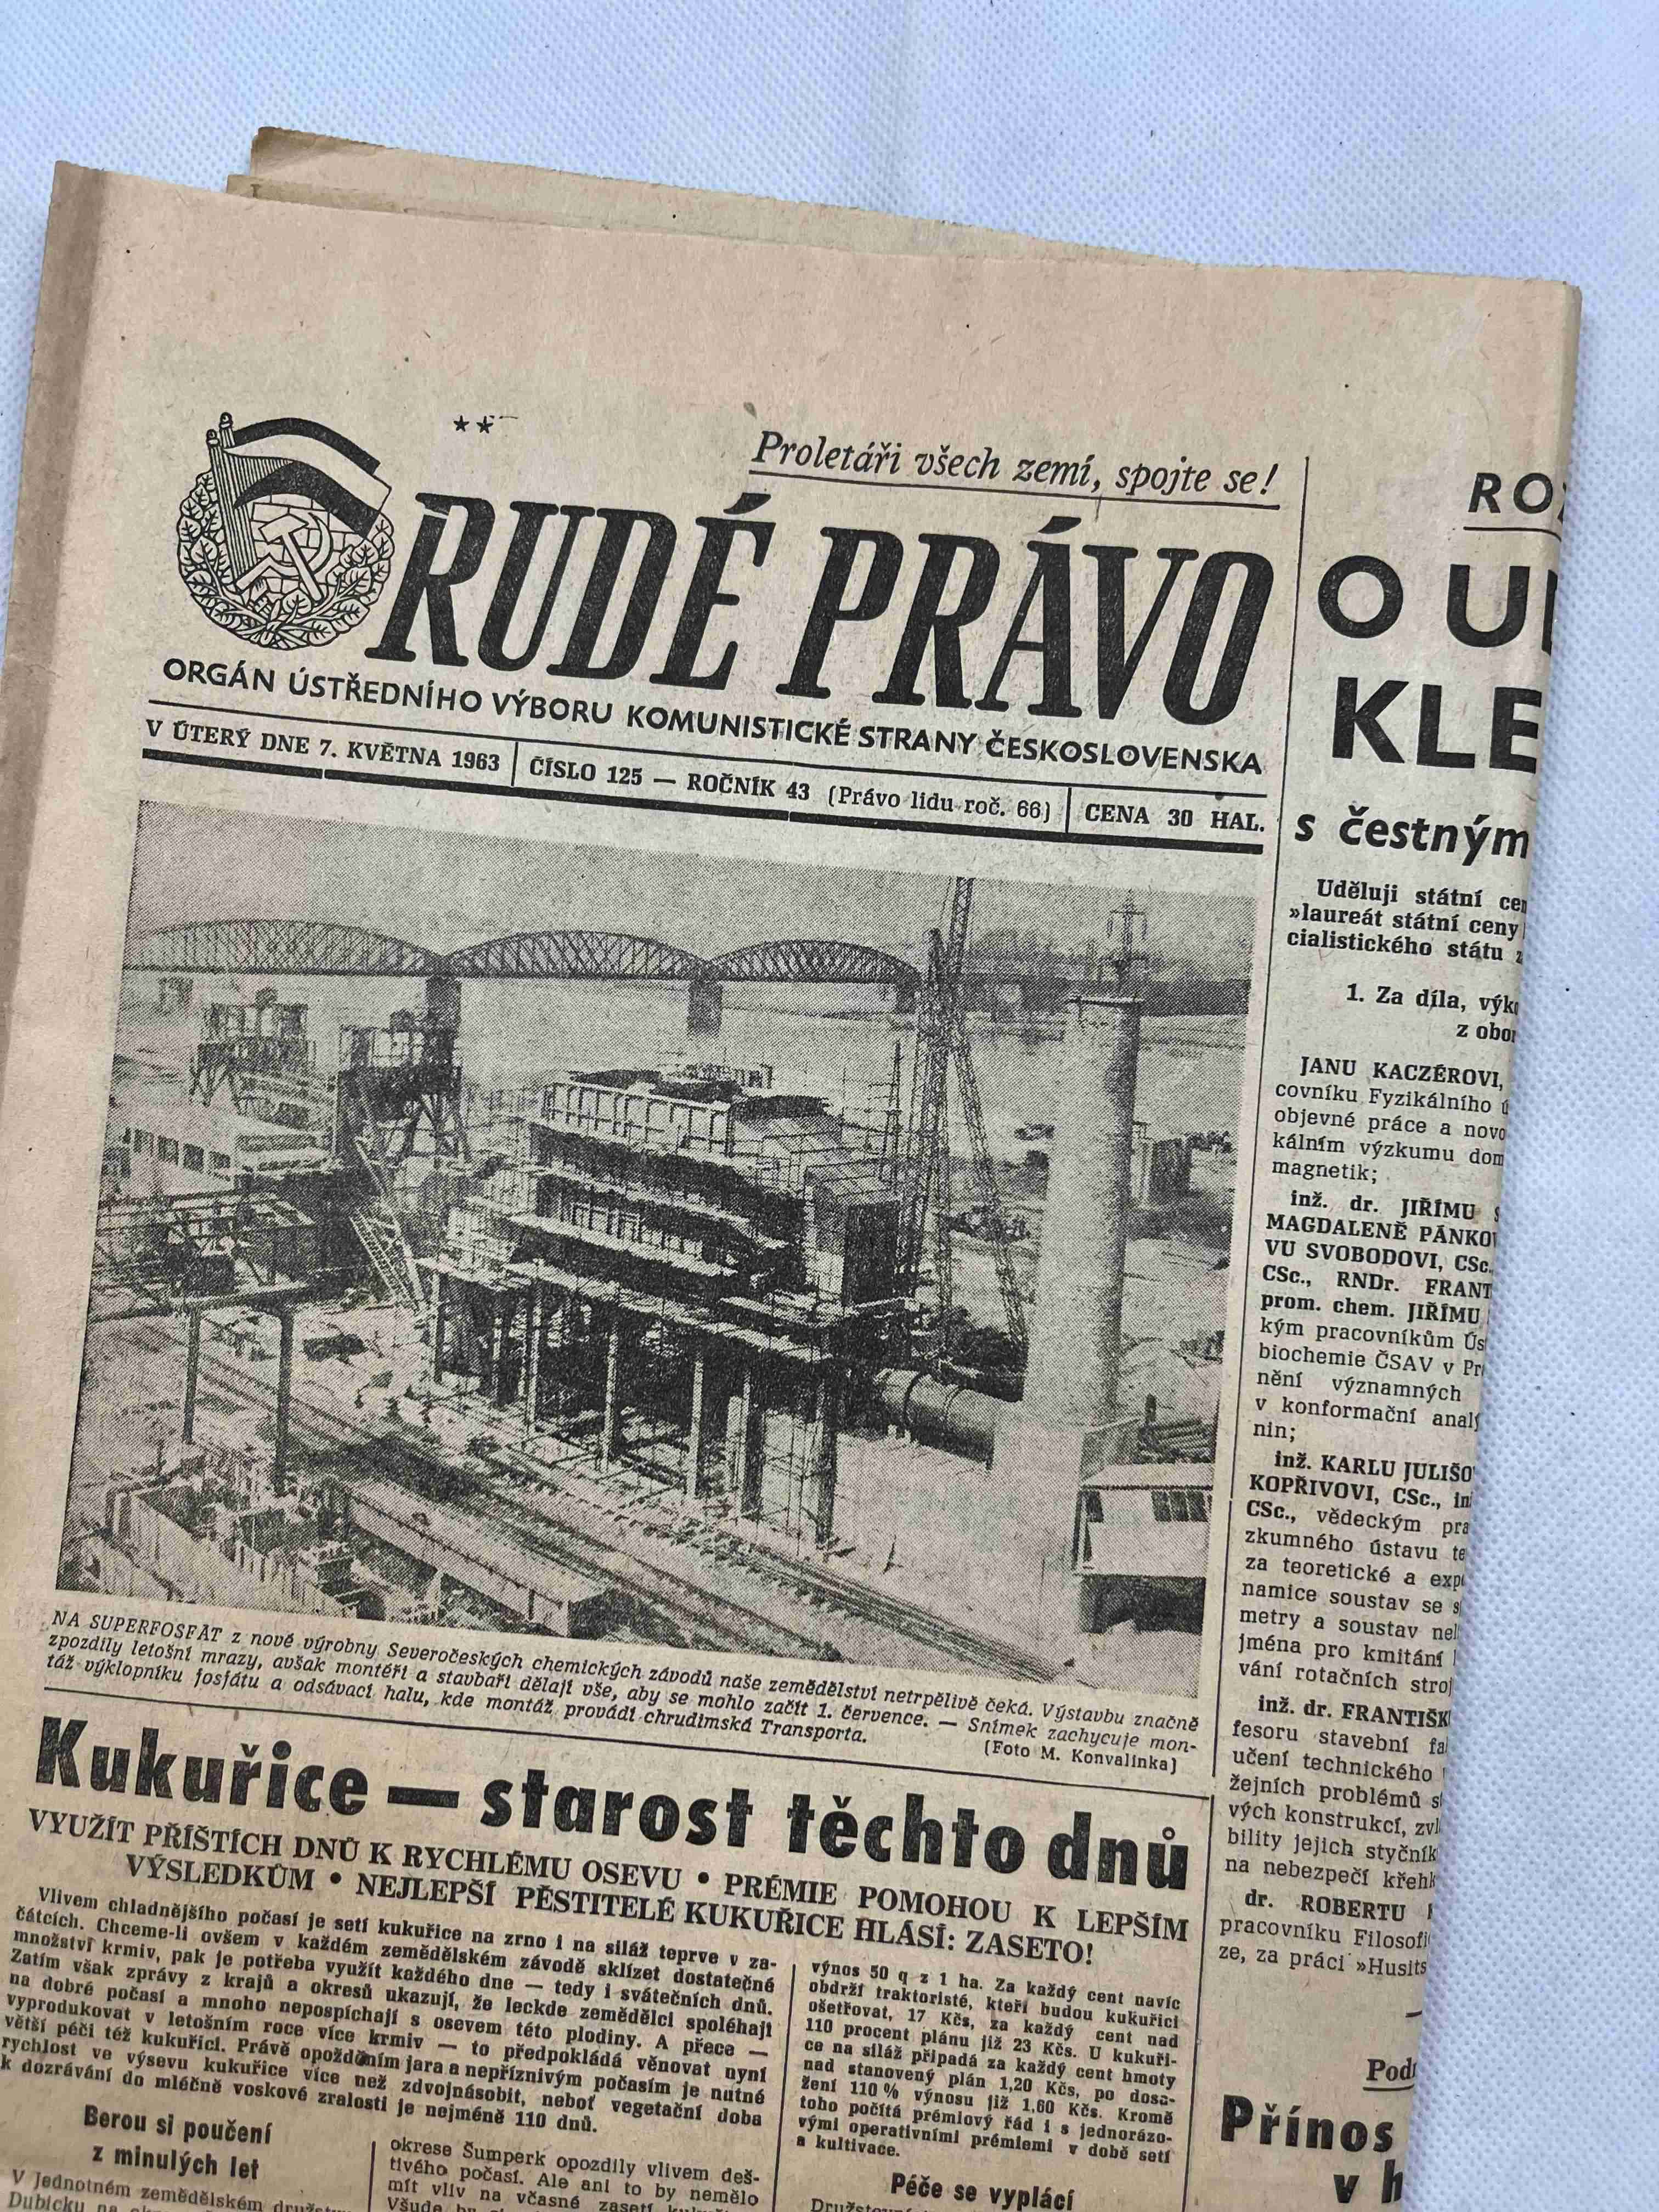 Proletáři všech zemí, spojte se!
RUDÉ PRÁVO
ORGÁN ÚSTŘEDNÍHO VÝBORU KOMUNISTICKÉ STRANY ČESKOSLOVENSKA
V ÚTERÝ DNE 7. KVĚTNA 1963
ČÍSLO 125 — ROČNÍK 43 (Právo lidu roč. 66)
CENA 30 HAL.
NA SUPERFOSFÁT z nové výrobny Severočeských chemických závodů naše zemědělství netrpělivě čeká. Výstavbu značně
zpozdily letošní mrazy, avšak montéři a stavbaři dělají vše, aby se mohlo začít 1. července. — Snímek zachycuje mon-
táž výklopníku fosfátu a odsávací halu, kde montáž provádí chrudimská Transporta.
(Foto M. Konvalinka)
Kukuřice — starost těchto dnů
VYUŽÍT PŘÍŠTÍCH DNŮ K RYCHLÉMU OSEVU • PRÉMIE POMOHOU K LEPŠÍM
VÝSLEDKŮM • NEJLEPŠÍ PĚSTITELÉ KUKUŘICE HLÁSÍ: ZASETO!
Vlivem chladnějšího počasí je setí kukuřice na zrno i na siláž teprve v za-
čátcích. Chceme-li ovšem v každém zemědělském závodě sklízet dostatečné
množství krmiv, pak je potřeba využít každého dne — tedy i svátečních dnů.
Zatím však zprávy z krajů a okresů ukazují, že leckde zemědělci spoléhají
na dobré počasí a mnoho nepospíchají s osevem této plodiny. A přece —
vyprodukovat v letošním roce více krmiv — to předpokládá věnovat nyní
větší péči též kukuřici. Právě opožděním jara a nepříznivým počasím je nutné
rychlost ve výsevu kukuřice více než zdvojnásobit, neboť vegetační doba
k dozrávání do mléčně voskové zralosti je nejméně 110 dnů.
Berou si poučení
z minulých let
V Jednotném zemědělském
Dubicku na
okrese Šumperk opozdily vlivem deš-
tivého počasí. Ale ani to by nemělo
mít vliv na včasné zasetí
Všude
výnos 50 q z 1 ha. Za každý cent navíc
obdrží traktoristé, kteří budou kukuřici
ošetřovat, 17 Kčs, za každý cent nad
110 procent plánu již 23 Kčs. U kukuři-
ce na siláž připadá za každý cent hmoty
nad stanovený plán 1,20 Kčs, po dosa-
žení 110 % výnosu již 1,60 Kčs. Kromě
toho počítá prémiový řád i s jednorázo-
vými operativními prémiemi v době setí
a kultivace.
Péče se vyplácí
ROZ
O U
KLE
s čestným
Uděluji státní cen
»laureát státní ceny
cialistického státu z
1. Za díla, výko
z obor
JANU KACZÉROVI,
covníku Fyzikálního ú
objevné práce a novo
kálním výzkumu dom
magnetik;
inž. dr. JIŘÍMU S
MAGDALENĚ PÁNKO
VU SVOBODOVI, CSc.
CSc., RNDr. FRANT
prom. chem. JIŘÍMU
kým pracovníkům Ús
biochemie ČSAV v Pr
nění významných
v konformační anal
nin;
inž. KARLU JULIŠO
KOPŘIVOVI, CSc., in
CSc., vědeckým pra
zkumného ústavu te
za teoretické a exp
namice soustav se s
metry a soustav nel
jména pro kmitání
vání rotačních stroj
inž. dr. FRANTIŠK
fesoru stavební fa
učení technického
žejních problémů s
vých konstrukcí, zvl
bility jejich styčník
na nebezpečí křehk
dr. ROBERTU
pracovníku Filosofi
ze, za práci »Husits
Pod
Přínos
v h